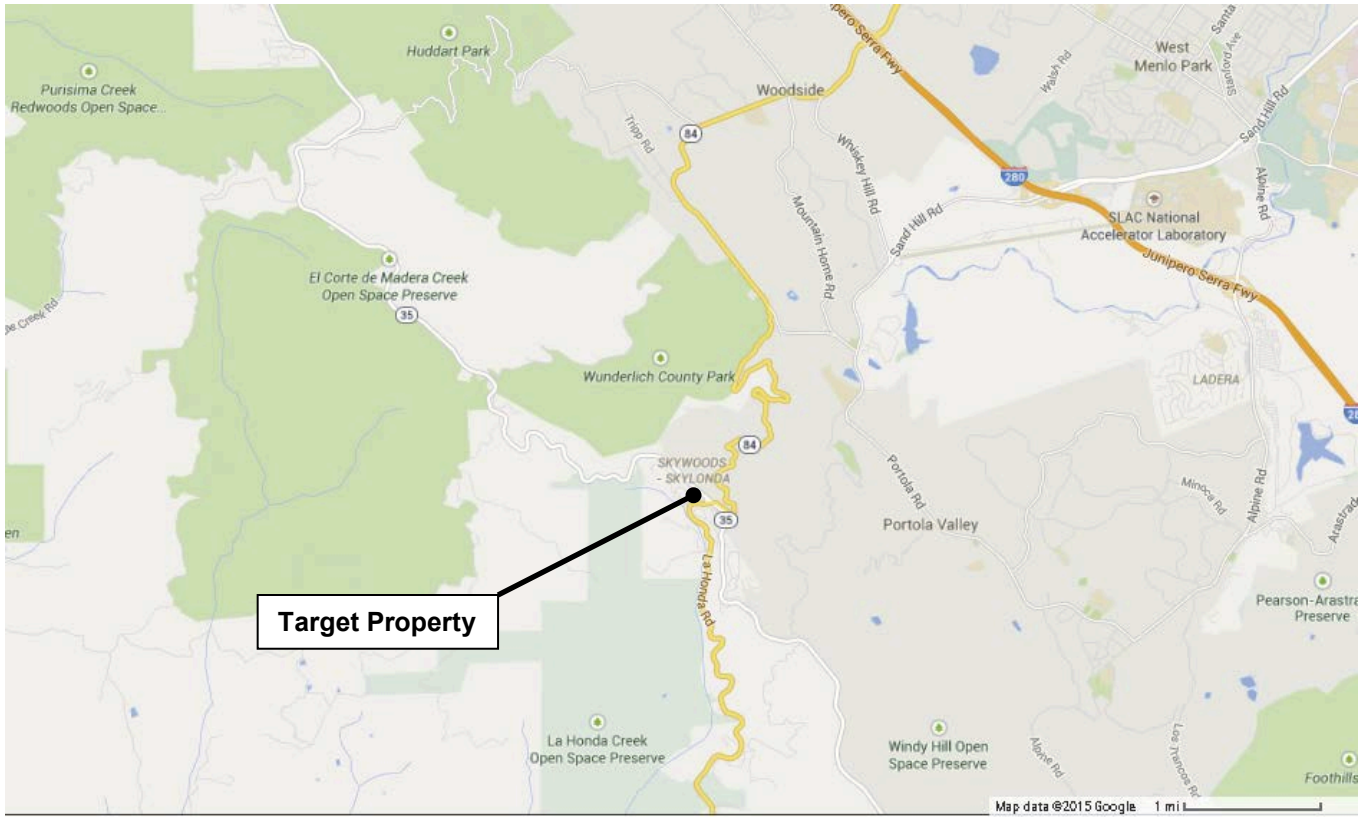 Huddart Park
Purisima Creek
Redwoods Open Space...
Tripp Rd
84
Woodside
Junipero Serra Fwy
Walsh Rd
West
Menlo Park
Santa
Stanford Ave
Sand Hill Rd
Whiskey Hill Rd
Mountain Home Rd
Sand Hill Rd
280
Alpine Rd
SLAC National
Accelerator Laboratory
Junipero Serra Fwy
El Corte de Madera Creek
Open Space Preserve
35
De Creek Rd
Wunderlich County Park
LADERA
28
84
SKYWOODS
- SKYLONDA
35
Portola Rd
Portola Valley
Minoca Rd
Alpine Rd
Arastrad
en
La Honda Rd
Target Property
Pearson-Arastra
Preserve
La Honda Creek
Open Space Preserve
Windy Hill Open
Space Preserve
Alpine Rd
Los Trancos Rd
Foothills
Map data ©2015 Google 1 mi